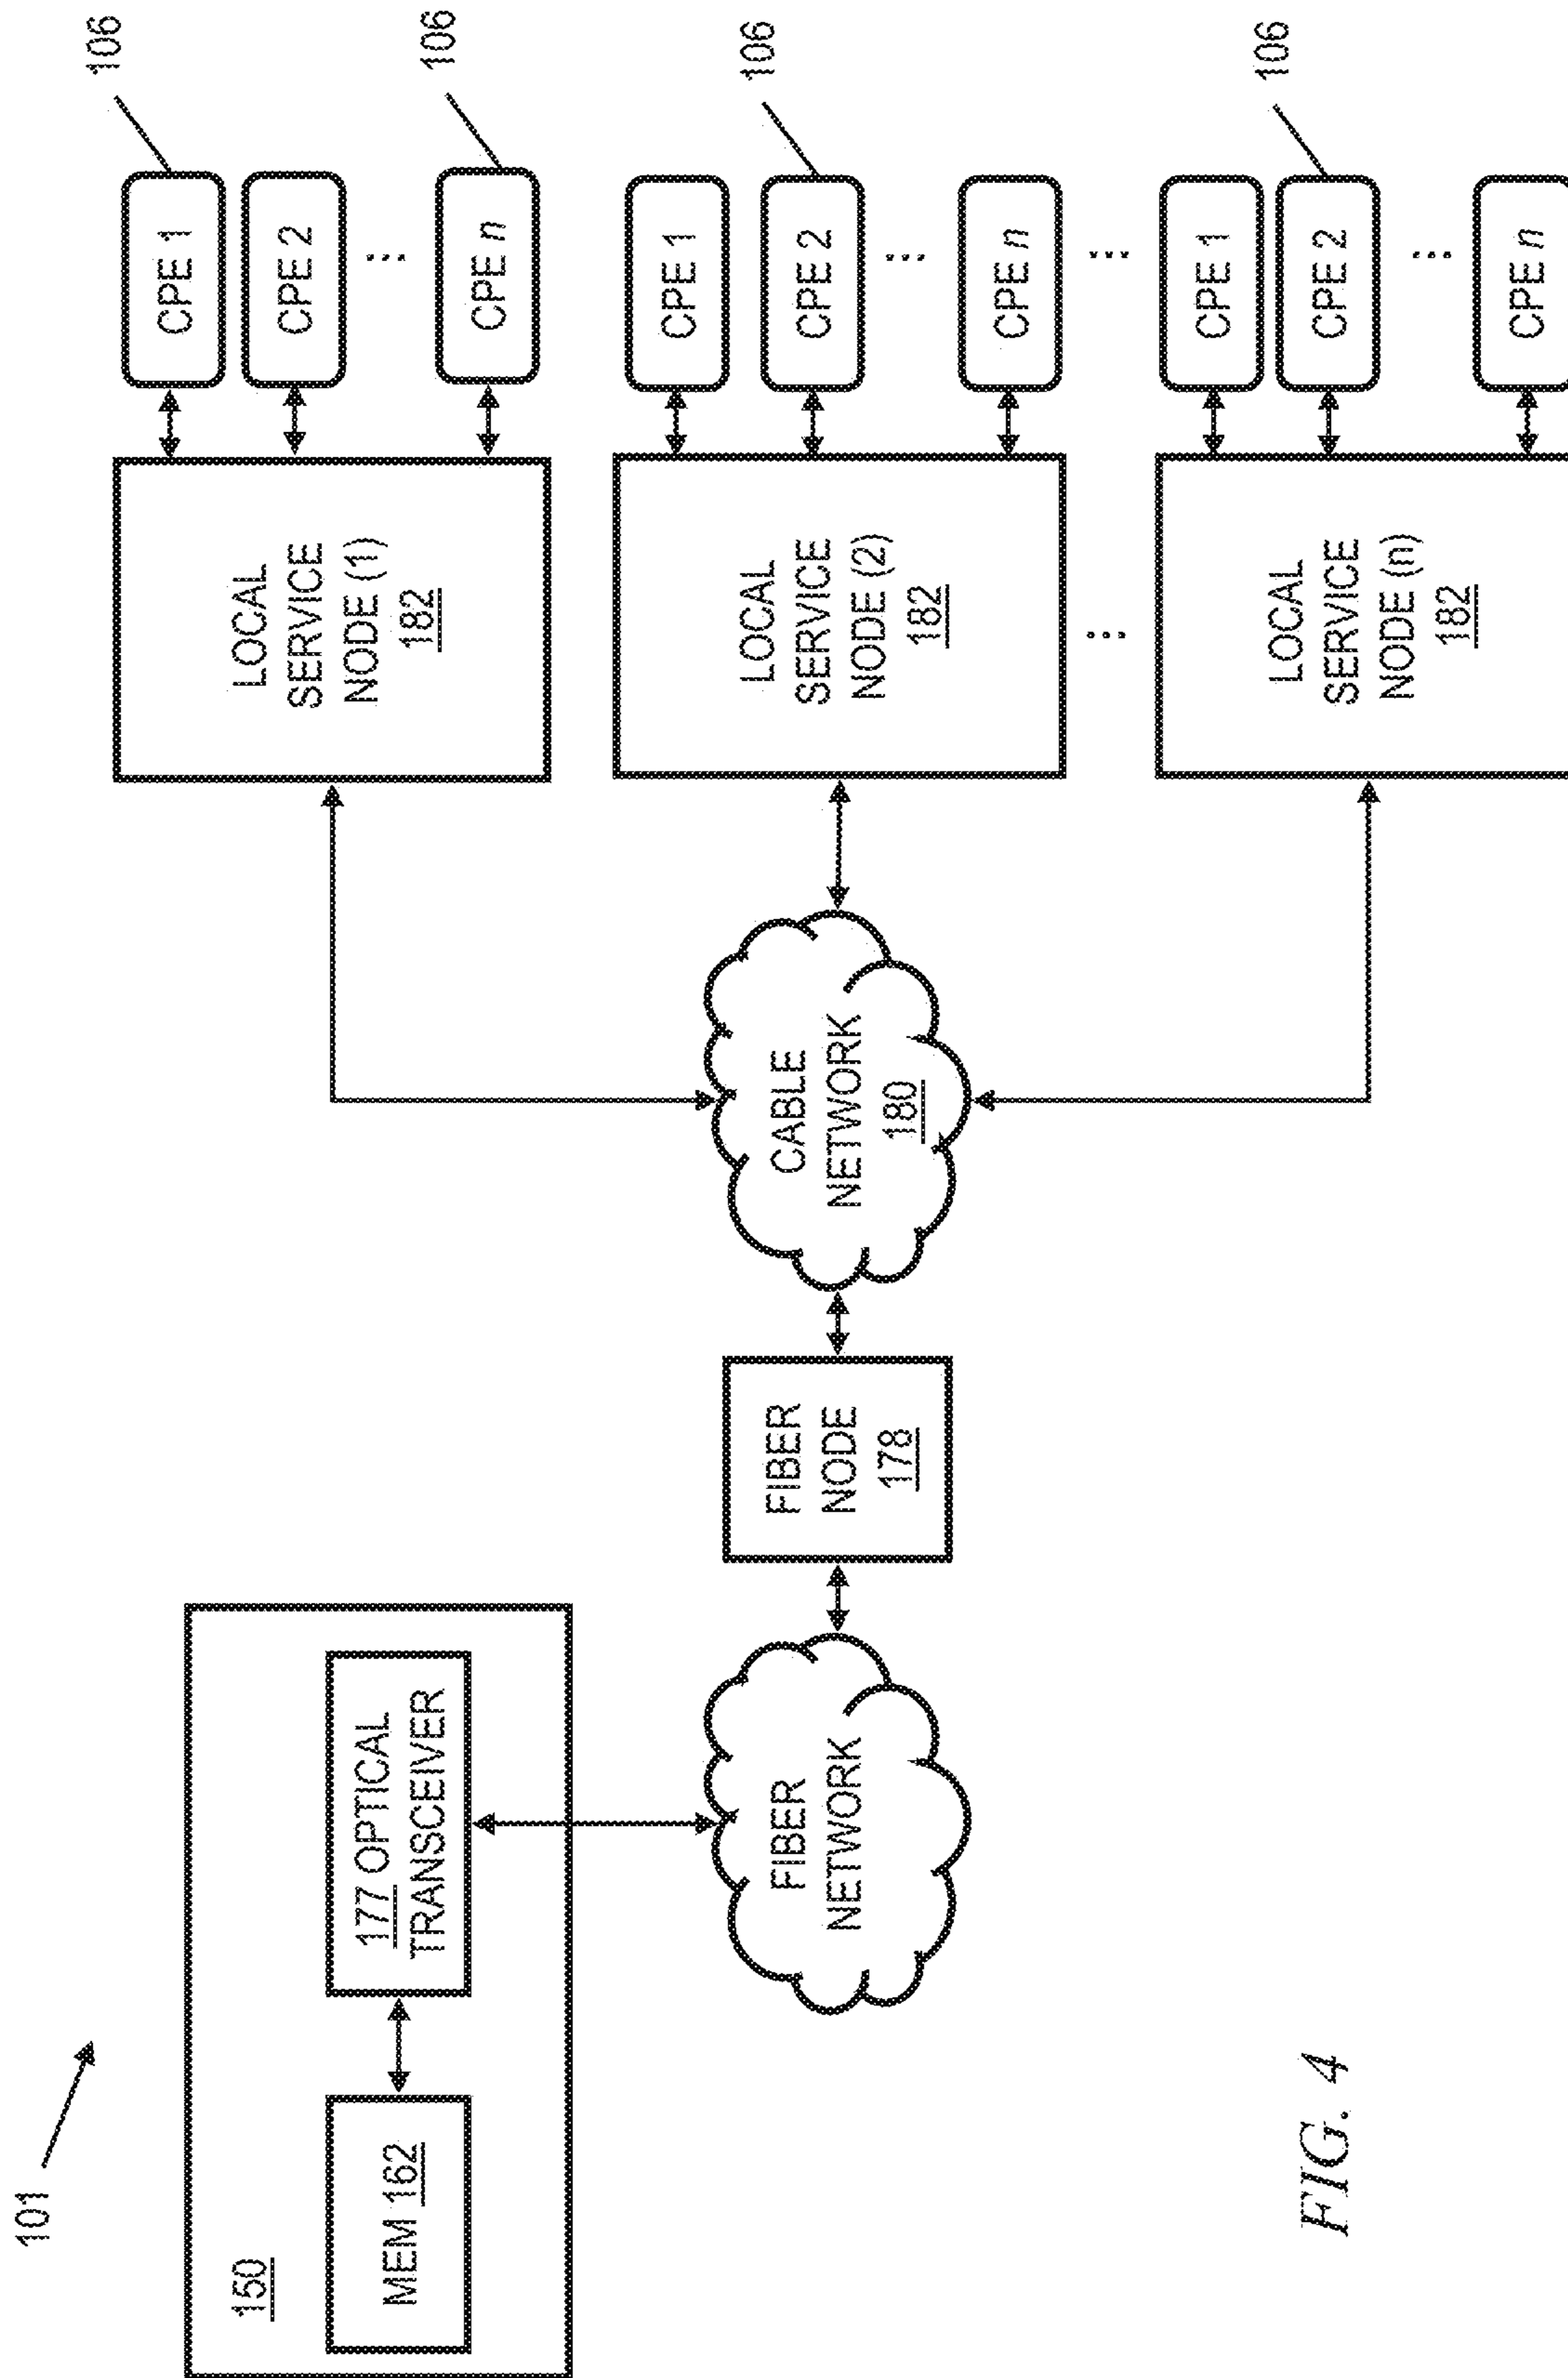 101
150
MEM 162
177 OPTICAL
TRANSCEIVER
FIBER
NETWORK
FIBER
NODE
178
CABLE
NETWORK
180
LOCAL
SERVICE
NODE (1)
182
CPE 1
CPE 2
...
CPE n
106
106
LOCAL
SERVICE
NODE (2)
182
CPE 1
CPE 2
...
CPE n
106
...
...
LOCAL
SERVICE
NODE (n)
182
CPE 1
CPE 2
...
CPE n
106
FIG. 4